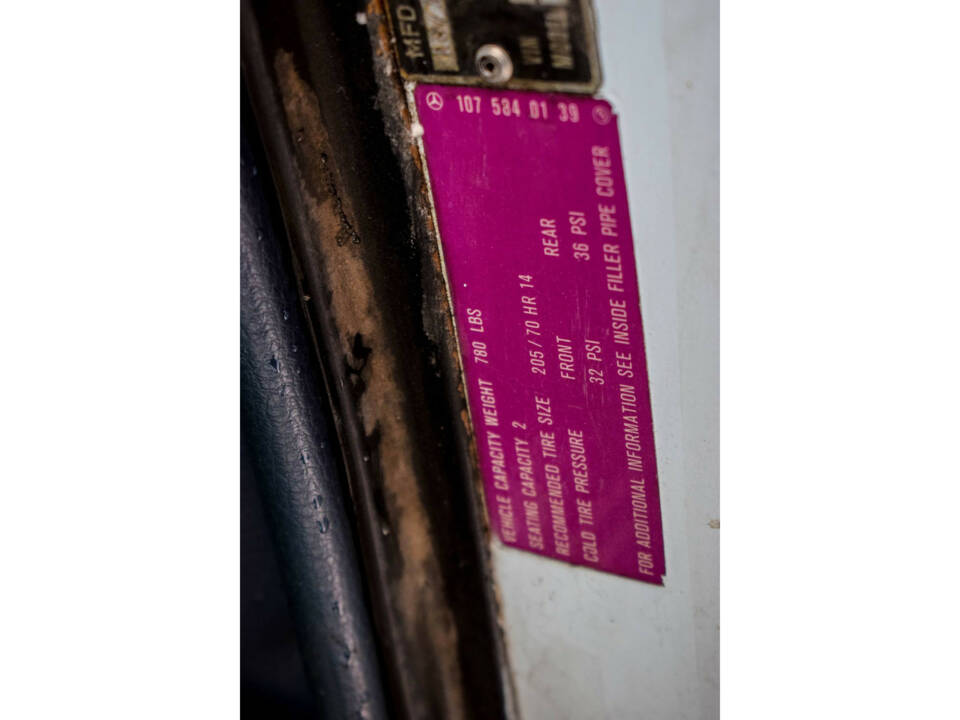 MFD
VIN
107 584 01 39
VEHICLE CAPACITY WEIGHT 780 LBS
SEATING CAPACITY 2
RECOMMENDED TIRE SIZE 205/70 HR 14
FRONT REAR
COLD TIRE PRESSURE 32 PSI 36 PSI
FOR ADDITIONAL INFORMATION SEE INSIDE FILLER PIPE COVER